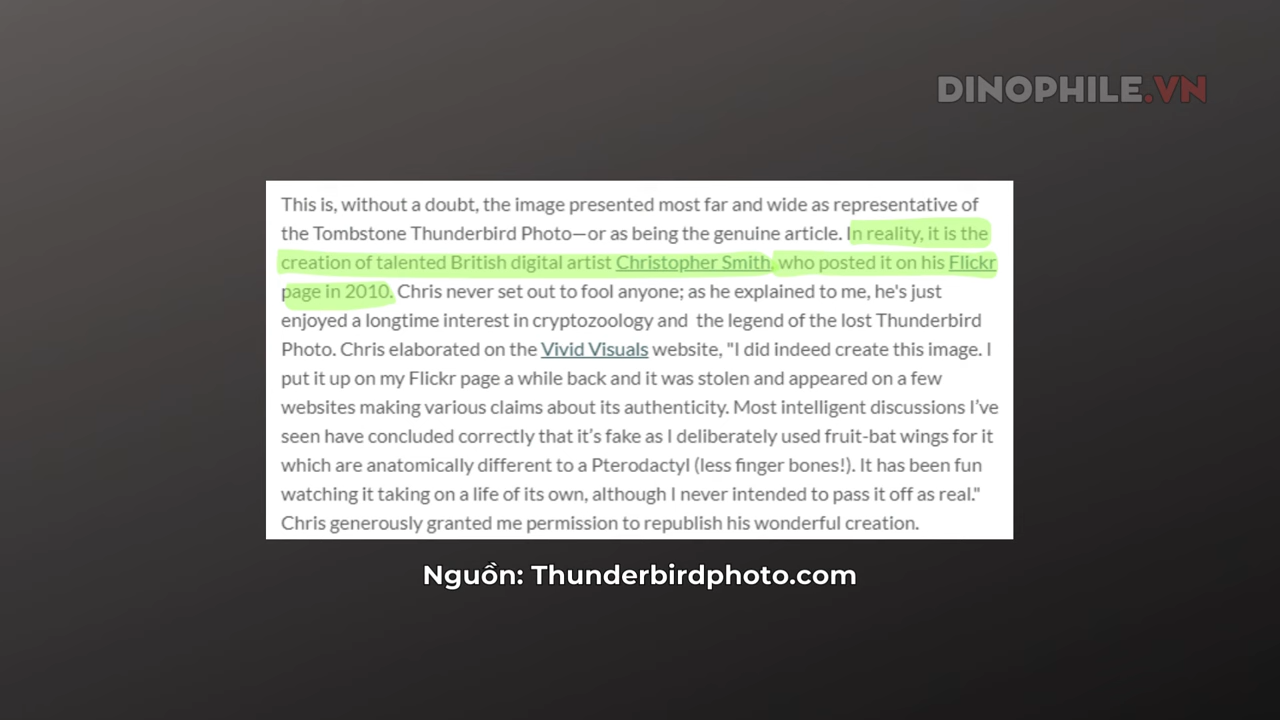 DINOPHILE.VN
This is, without a doubt, the image presented most far and wide as representative of
the Tombstone Thunderbird Photo—or as being the genuine article. In reality, it is the
creation of talented British digital artist Christopher Smith, who posted it on his Flickr
page in 2010. Chris never set out to fool anyone; as he explained to me, he's just
enjoyed a longtime interest in cryptozoology and  the legend of the lost Thunderbird
Photo. Chris elaborated on the Vivid Visuals website, "I did indeed create this image. I
put it up on my Flickr page a while back and it was stolen and appeared on a few
websites making various claims about its authenticity. Most intelligent discussions I’ve
seen have concluded correctly that it’s fake as I deliberately used fruit-bat wings for it
which are anatomically different to a Pterodactyl (less finger bones!). It has been fun
watching it taking on a life of its own, although I never intended to pass it off as real."
Chris generously granted me permission to republish his wonderful creation.
Nguồn: Thunderbirdphoto.com